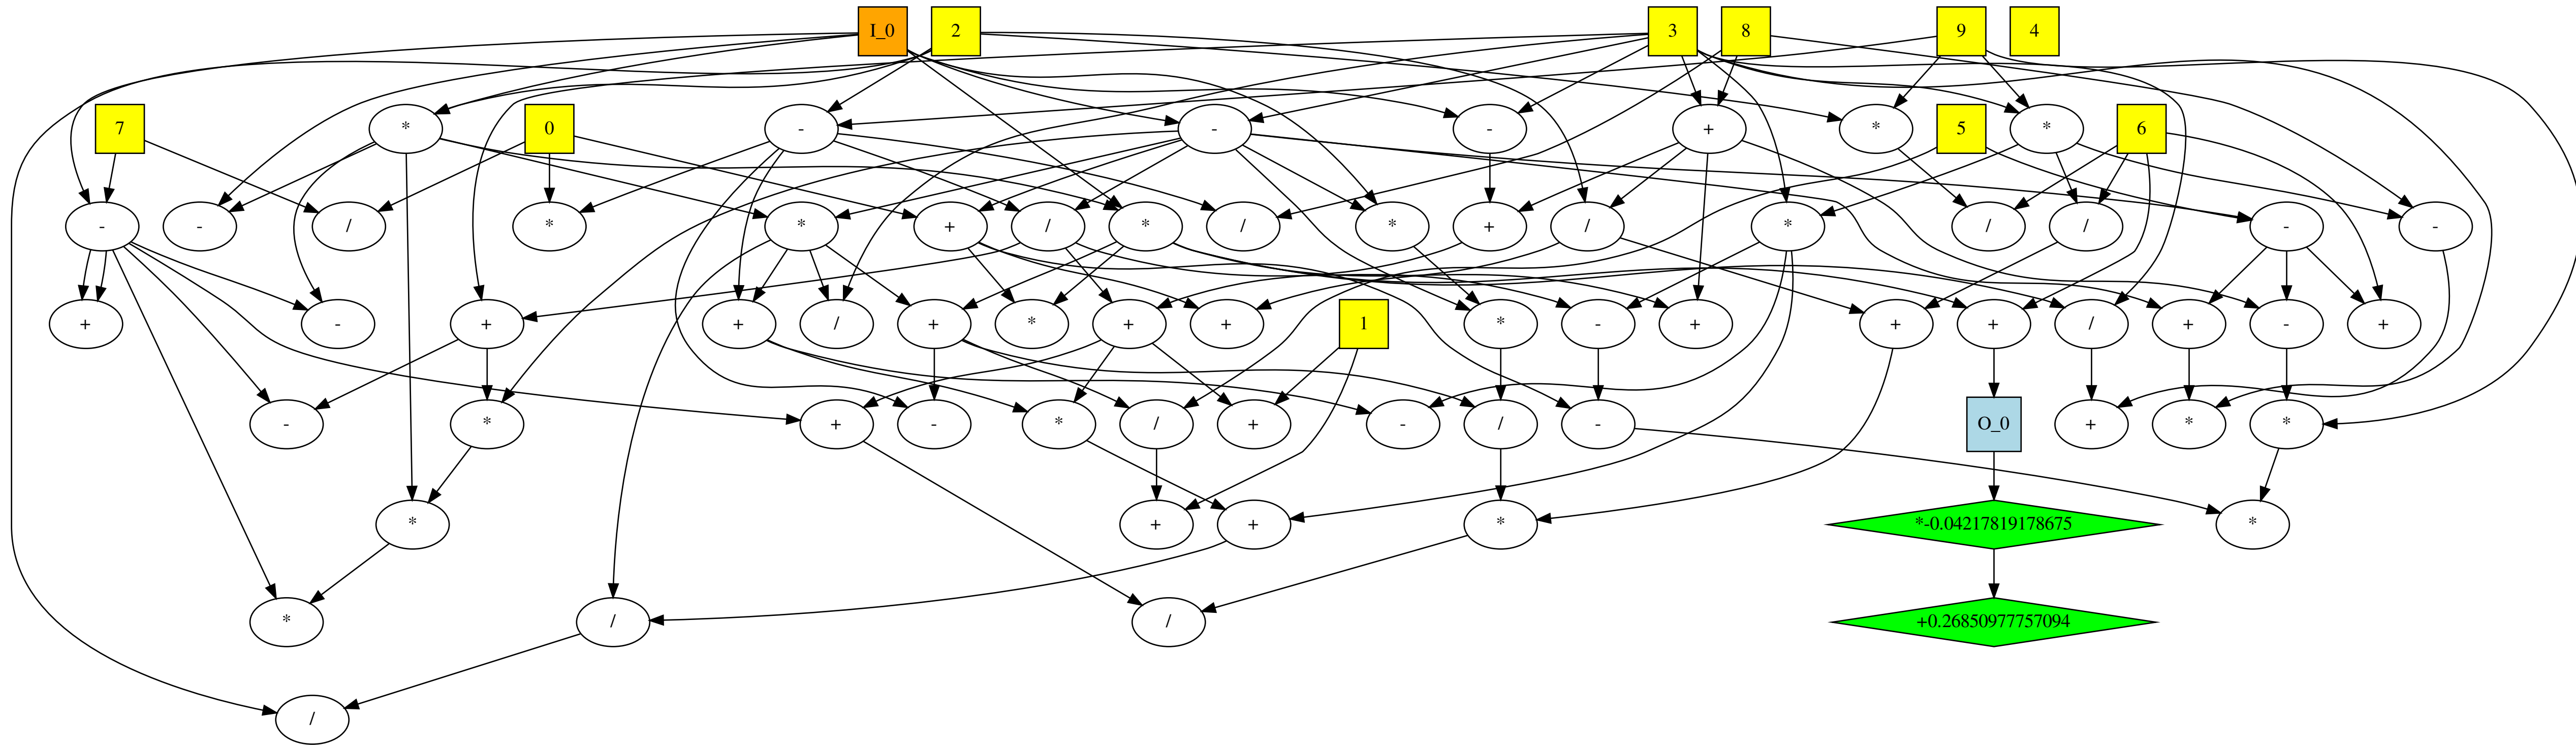 I_0 2 3 8 9 4
7 * 0 - - - + * 5 * 6
- - / * * + / * / * + / * / / - -
+ - + + / + * + + 1 * - + + + / + - +
- * + - * / + - / - O_0 + * *
* + + * *-0.04217819178675 *
* / / +0.26850977757094
/